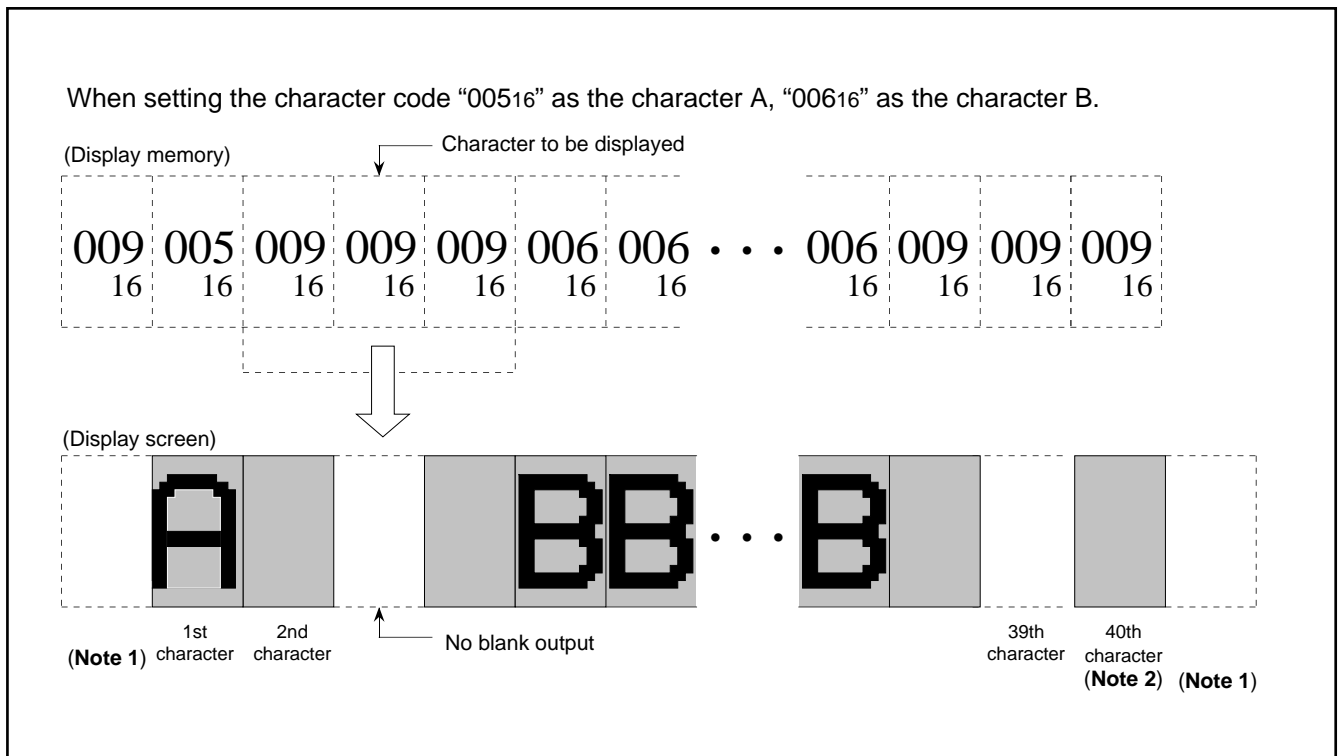 When setting the character code “00516” as the character A, “00616” as the character B.
(Display memory)
Character to be displayed
009 005 009 009 009 006 006 • • • 006 009 009 009
16 16 16 16 16 16 16 16 16 16 16
(Display screen)
A BB • • • B
No blank output
(Note 1)
1st
character
2nd
character
39th
character
40th
character
(Note 2)
(Note 1)